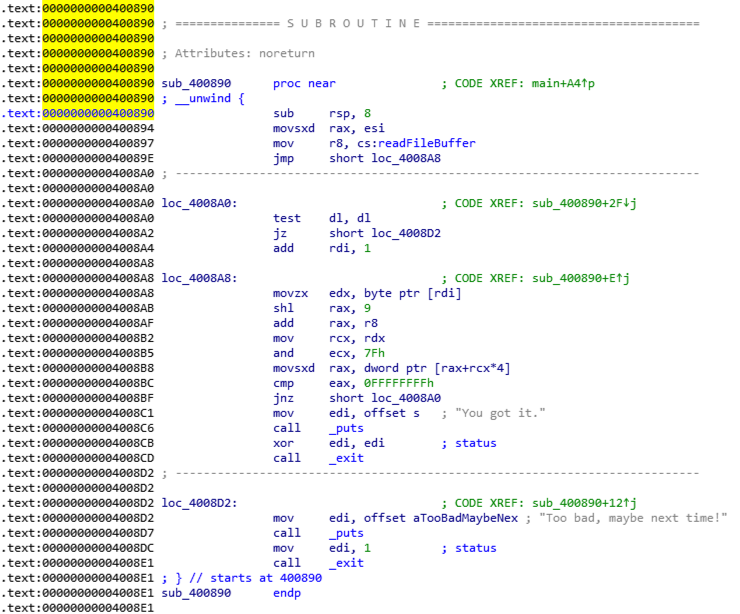 .text:0000000000400890
.text:0000000000400890 ; =============== S U B R O U T I N E =======================================
.text:0000000000400890
.text:0000000000400890 ; Attributes: noreturn
.text:0000000000400890
.text:0000000000400890 sub_400890 proc near ; CODE XREF: main+A4↑p
.text:0000000000400890 ; __unwind {
.text:0000000000400890 sub rsp, 8
.text:0000000000400894 movsxd rax, esi
.text:0000000000400897 mov r8, cs:readFileBuffer
.text:000000000040089E jmp short loc_4008A8
.text:00000000004008A0 ; ---------------------------------------------------------------------------
.text:00000000004008A0
.text:00000000004008A0 loc_4008A0: ; CODE XREF: sub_400890+2F↓j
.text:00000000004008A0 test dl, dl
.text:00000000004008A2 jz short loc_4008D2
.text:00000000004008A4 add rdi, 1
.text:00000000004008A8
.text:00000000004008A8 loc_4008A8: ; CODE XREF: sub_400890+E↑j
.text:00000000004008A8 movzx edx, byte ptr [rdi]
.text:00000000004008AB shl rax, 9
.text:00000000004008AF add rax, r8
.text:00000000004008B2 mov rcx, rdx
.text:00000000004008B5 and ecx, 7Fh
.text:00000000004008B8 movsxd rax, dword ptr [rax+rcx*4]
.text:00000000004008BC cmp eax, 0FFFFFFFFh
.text:00000000004008BF jnz short loc_4008A0
.text:00000000004008C1 mov edi, offset s ; "You got it."
.text:00000000004008C6 call _puts
.text:00000000004008CB xor edi, edi ; status
.text:00000000004008CD call _exit
.text:00000000004008D2 ; ---------------------------------------------------------------------------
.text:00000000004008D2
.text:00000000004008D2 loc_4008D2: ; CODE XREF: sub_400890+12↑j
.text:00000000004008D2 mov edi, offset aTooBadMaybeNex ; "Too bad, maybe next time!"
.text:00000000004008D7 call _puts
.text:00000000004008DC mov edi, 1 ; status
.text:00000000004008E1 call _exit
.text:00000000004008E1 ; } // starts at 400890
.text:00000000004008E1 sub_400890 endp
.text:00000000004008E1